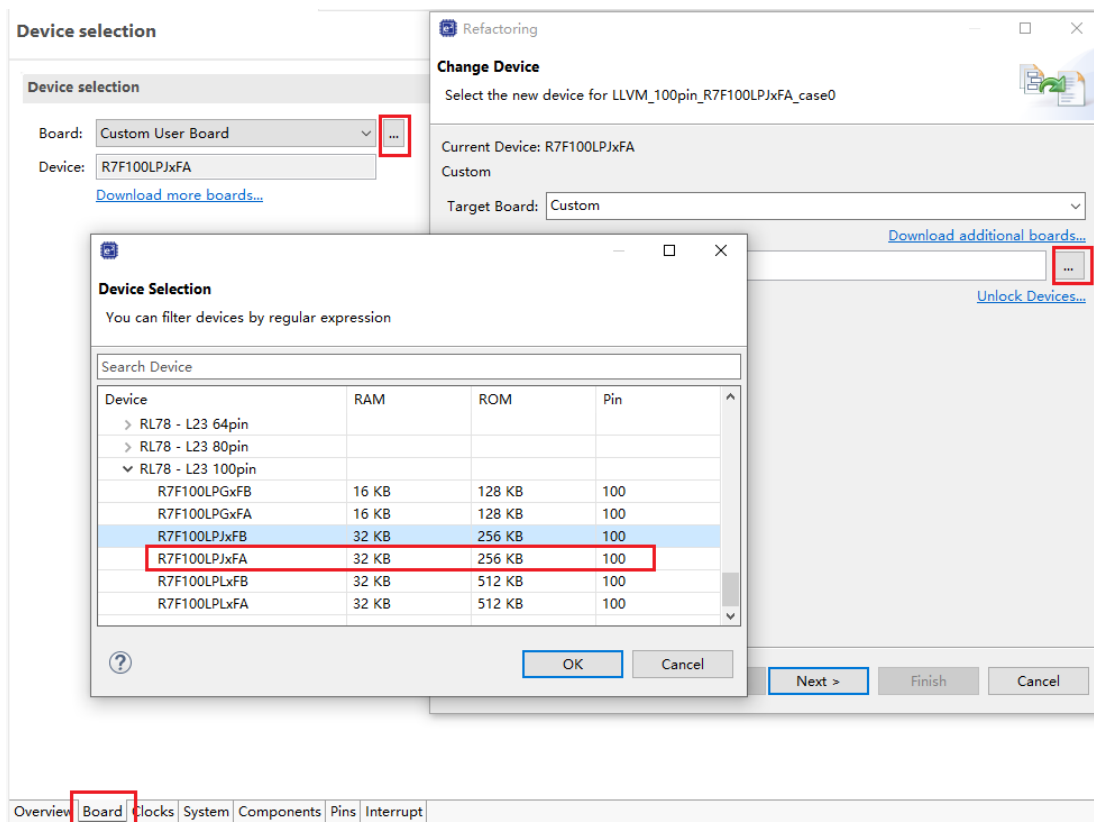 Device selection
Device selection
Board: Custom User Board ...
Device: R7F100LPJxFA
Download more boards...
Refactoring
Change Device
Select the new device for LLVM_100pin_R7F100LPJxFA_case0
Current Device: R7F100LPJxFA
Custom
Target Board: Custom
Download additional boards...
...
Unlock Devices...
Device Selection
You can filter devices by regular expression
Search Device
Device RAM ROM Pin
RL78 - L23 64pin
RL78 - L23 80pin
RL78 - L23 100pin
R7F100LPGxFB 16 KB 128 KB 100
R7F100LPGxFA 16 KB 128 KB 100
R7F100LPJxFB 32 KB 256 KB 100
R7F100LPJxFA 32 KB 256 KB 100
R7F100LPLxFB 32 KB 512 KB 100
R7F100LPLxFA 32 KB 512 KB 100
? OK Cancel
Next > Finish Cancel
Overview Board Clocks System Components Pins Interrupt